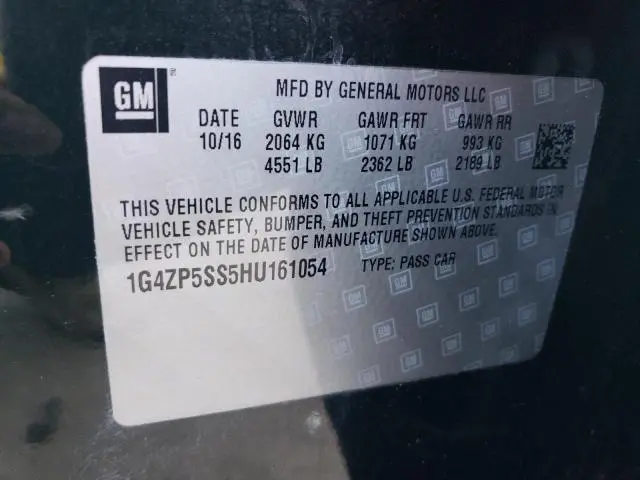 GM®
MFD BY GENERAL MOTORS LLC
DATE GVWR GAWR FRT GAWR RR
10/16 2064 KG 1071 KG 993 KG
4551 LB 2362 LB 2189 LB
THIS VEHICLE CONFORMS TO ALL APPLICABLE U.S. FEDERAL MOTOR
VEHICLE SAFETY, BUMPER, AND THEFT PREVENTION STANDARDS IN
EFFECT ON THE DATE OF MANUFACTURE SHOWN ABOVE.
1G4ZP5SS5HU161054 TYPE: PASS CAR